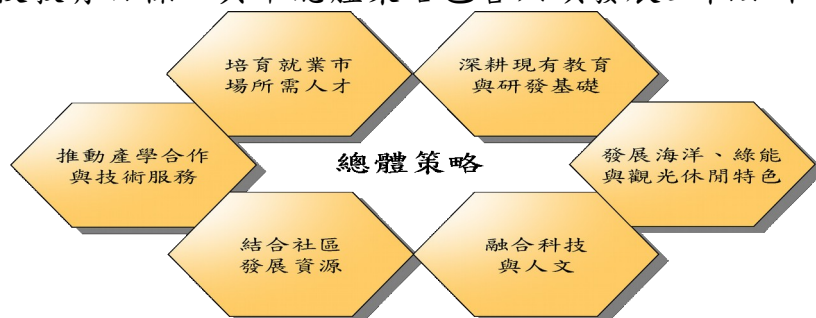 培育就業市
場所需人才
深耕現有教育
與研發基礎
推動產學合作
與技術服務
總體策略
發展海洋、綠能
與觀光休閒特色
結合社區
發展資源
融合科技
與人文